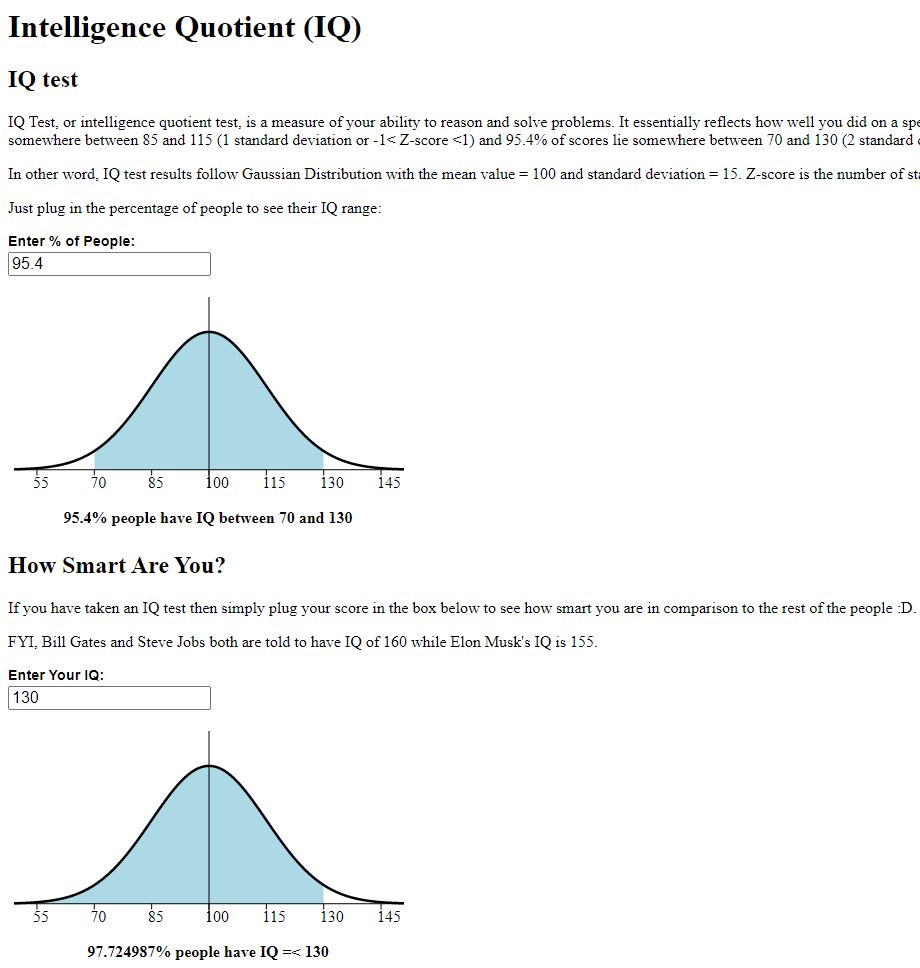 Intelligence Quotient (IQ)
IQ test
IQ Test, or intelligence quotient test, is a measure of your ability to reason and solve problems. It essentially reflects how well you did on a spe
somewhere between 85 and 115 (1 standard deviation or -1< Z-score <1) and 95.4% of scores lie somewhere between 70 and 130 (2 standard
In other word, IQ test results follow Gaussian Distribution with the mean value = 100 and standard deviation = 15. Z-score is the number of sta
Just plug in the percentage of people to see their IQ range:
Enter % of People:
95.4
55 70 85 100 115 130 145
95.4% people have IQ between 70 and 130
How Smart Are You?
If you have taken an IQ test then simply plug your score in the box below to see how smart you are in comparison to the rest of the people :D.
FYI, Bill Gates and Steve Jobs both are told to have IQ of 160 while Elon Musk's IQ is 155.
Enter Your IQ:
130
55 70 85 100 115 130 145
97.724987% people have IQ =< 130